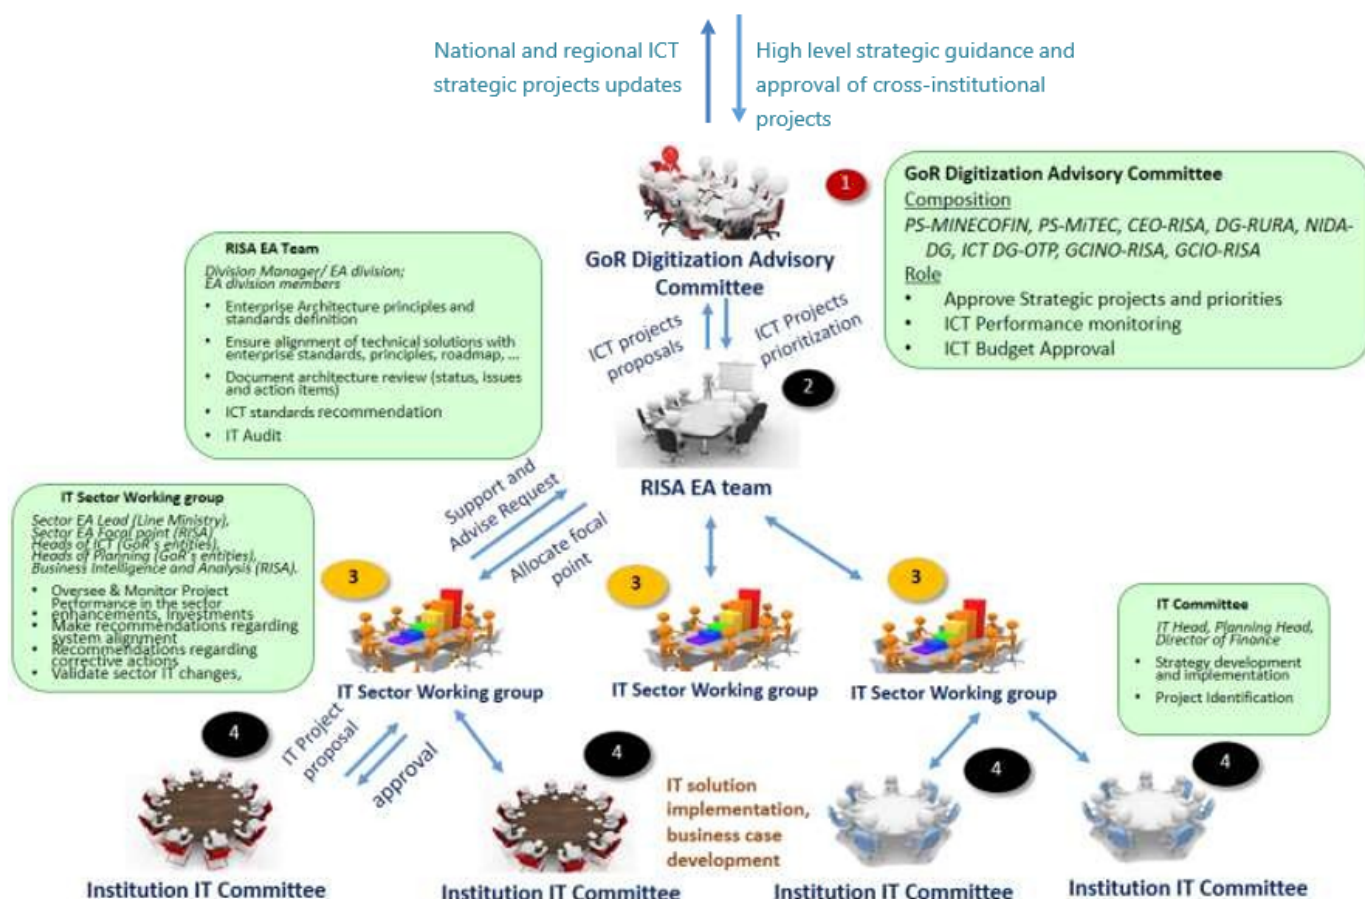 National and regional ICT
strategic projects updates
High level strategic guidance and
approval of cross-institutional
projects
1
GoR Digitization Advisory Committee
Composition
PS-MINECOFIN, PS-MiTEC, CEO-RISA, DG-RURA, NIDA-
DG, ICT DG-OTP, GCINO-RISA, GCIO-RISA
Role
• Approve Strategic projects and priorities
• ICT Performance monitoring
• ICT Budget Approval
GoR Digitization Advisory
Committee
RISA EA Team
Division Manager/ EA division;
EA division members
• Enterprise Architecture principles and
standards definition
• Ensure alignment of technical solutions with
enterprise standards, principles, roadmap, ...
• Document architecture review (status, issues
and action items)
• ICT standards recommendation
• IT Audit
ICT projects
proposals
ICT Projects
prioritization
2
RISA EA team
IT Sector Working group
Sector EA Lead (Line Ministry),
Sector EA Focal point (RISA)
Heads of ICT (GoR's entities),
Heads of Planning (GoR's entities),
Business Intelligence and Analysis (RISA).
• Oversee & Monitor Project
Performance in the sector
• enhancements, investments
• Make recommendations regarding
system alignment
• Recommendations regarding
corrective actions
• Validate sector IT changes,
Support and
Advise Request
Allocate focal
point
3
3
3
IT Sector Working group
IT Sector Working group
IT Sector Working group
IT Committee
IT Head, Planning Head,
Director of Finance
• Strategy development
and implementation
• Project Identification
4
IT Project
proposal
approval
4
IT solution
implementation,
business case
development
4
4
Institution IT Committee
Institution IT Committee
Institution IT Committee
Institution IT Committee